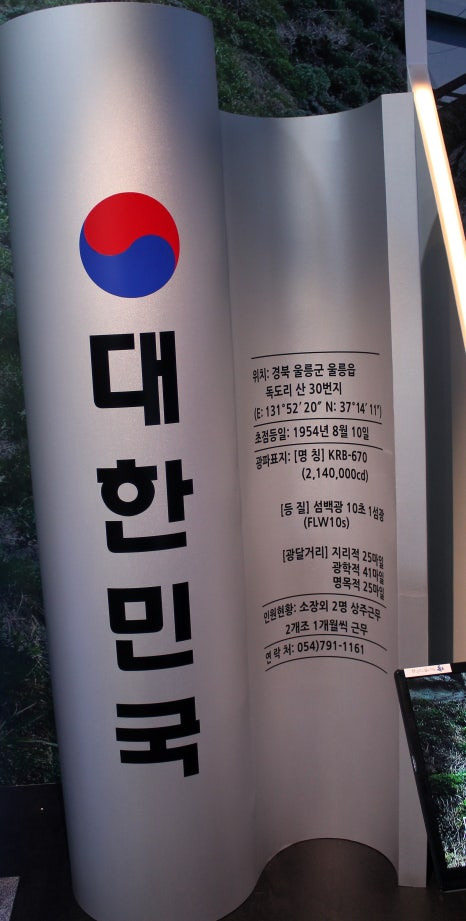 대한민국
위치: 경북 울릉군 울릉읍
독도리 산 30번지
(E: 131°52′20″ N: 37°14′11″)
초점등일: 1954년 8월 10일
광파표지: [명 칭] KRB-670
(2,140,000cd)
[등 질] 섬백광 10초 1섬광
(FLW10s)
[광달거리] 지리적 25마일
광학적 41마일
명목적 25마일
인원현황: 소장외 2명 상주근무
2개조 1개월씩 근무
연락처: 054)791-1161